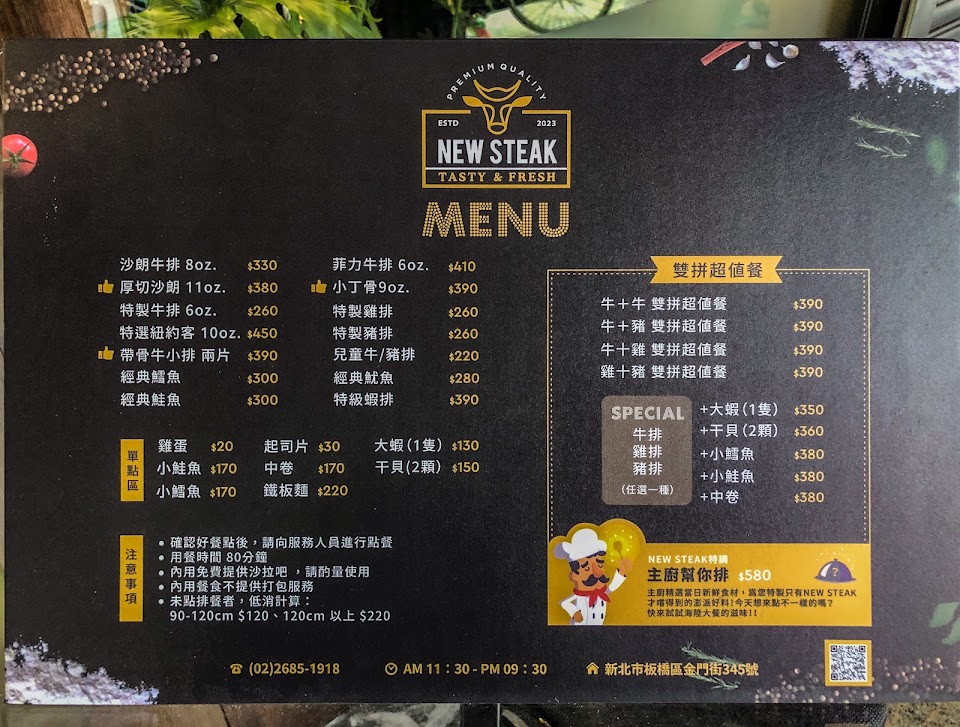 PREMIUM QUALITY
ESTD 2023
NEW STEAK
TASTY & FRESH
MENU
沙朗牛排 8oz. $330
厚切沙朗 11oz. $380
特製牛排 6oz. $260
特選紐約客 10oz. $450
帶骨牛小排 兩片 $390
經典鱈魚 $300
經典鮭魚 $300
菲力牛排 6oz. $410
小丁骨9oz. $390
特製雞排 $260
特製豬排 $260
兒童牛/豬排 $220
經典魷魚 $280
特級蝦排 $390
單點區
雞蛋 $20 起司片 $30 大蝦(1隻) $130
小鮭魚 $170 中卷 $170 干貝(2顆) $150
小鱈魚 $170 鐵板麵 $220
注意事項
• 確認好餐點後，請向服務人員進行點餐
• 用餐時間 80分鐘
• 內用免費提供沙拉吧，請酌量使用
• 內用餐食不提供打包服務
• 未點排餐者，低消計算：
90-120cm $120、120cm 以上 $220
雙拼超值餐
牛＋牛 雙拼超值餐 $390
牛＋豬 雙拼超值餐 $390
牛＋雞 雙拼超值餐 $390
雞＋豬 雙拼超值餐 $390
SPECIAL
牛排
雞排
豬排
(任選一種)
+大蝦(1隻) $350
+干貝(2顆) $360
+小鱈魚 $380
+小鮭魚 $380
+中卷 $380
NEW STEAK特調
主廚幫你排 $580
主廚精選當日新鮮食材，為您特製只有NEW STEAK
才嚐得到的澎派好料!今天想來點不一樣的嗎?
快來試試海陸大餐的滋味!!
?
(02)2685-1918 AM 11：30 - PM 09：30 新北市板橋區金門街345號